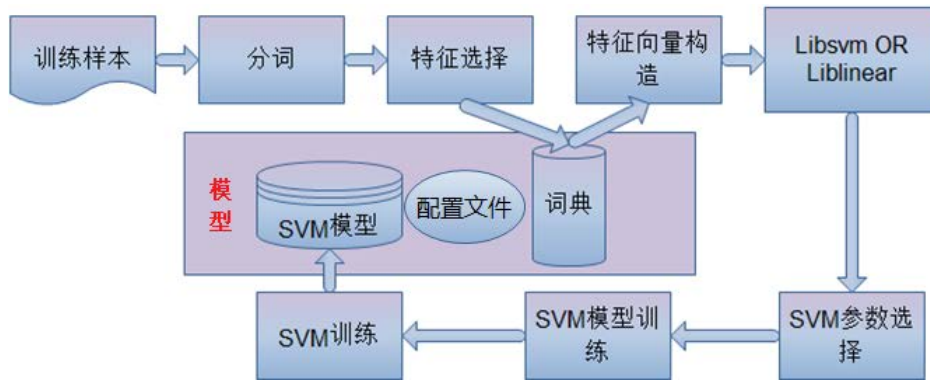 训练样本
分词
特征选择
特征向量构
造
Libsvm OR
Liblinear
模
型
SVM模型
配置文件
词典
SVM训练
SVM模型训
练
SVM参数选
择